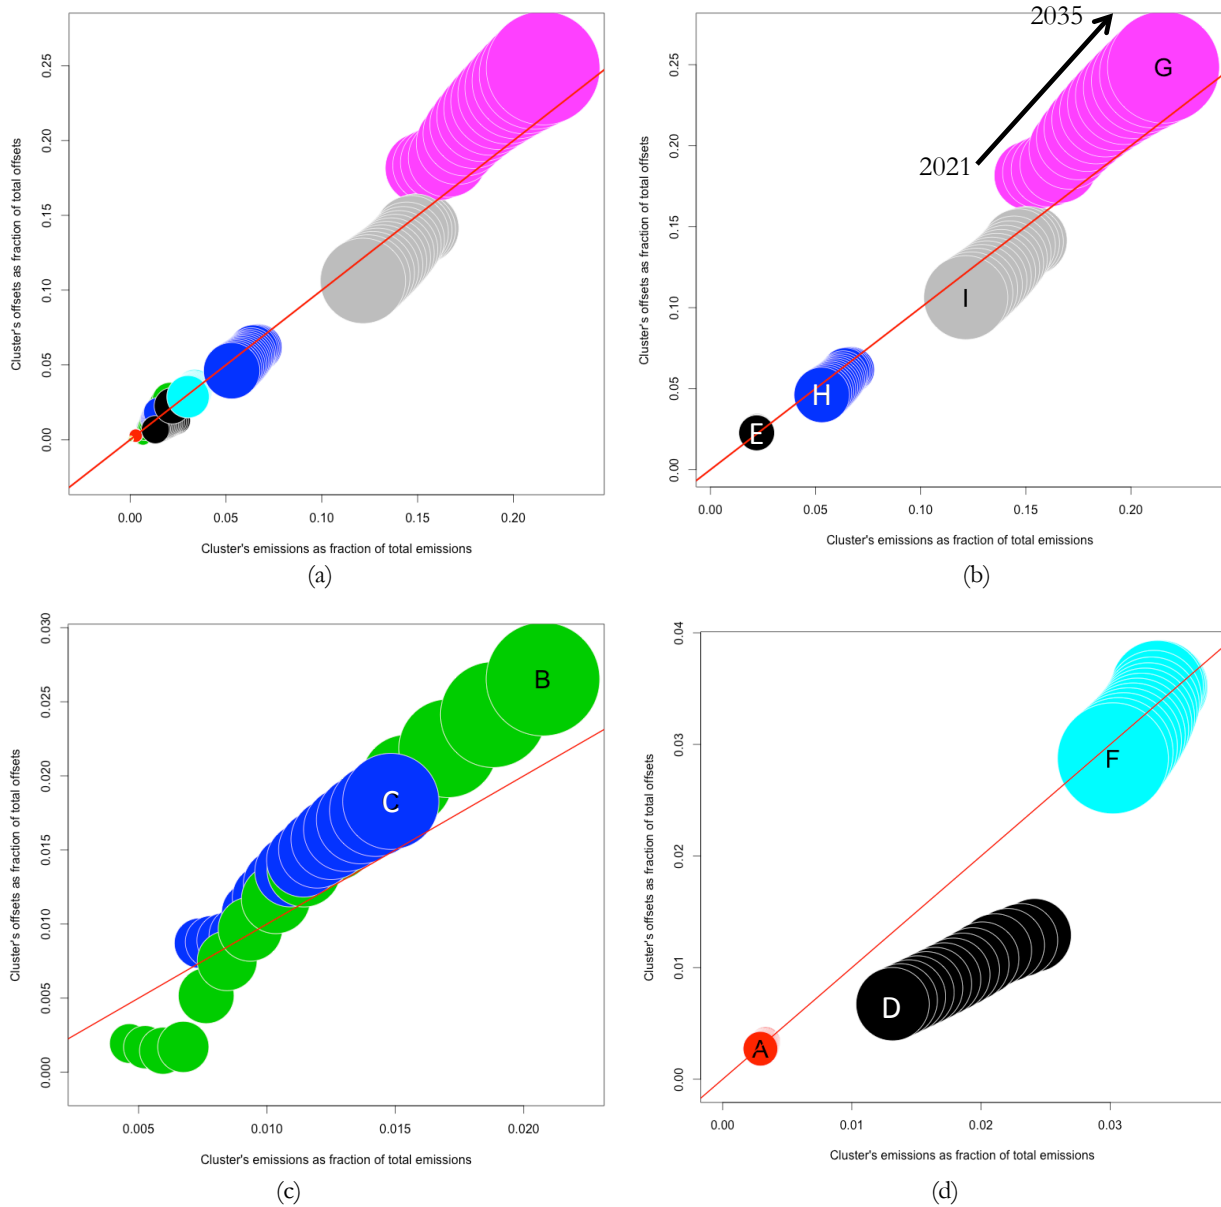 0.00 0.05 0.10 0.15 0.20 0.25
Cluster's offsets as fraction of total offsets
0.00 0.05 0.10 0.15 0.20
Cluster's emissions as fraction of total emissions
(a)
2035
2021
G
I
H
E
0.00 0.05 0.10 0.15 0.20 0.25
Cluster's offsets as fraction of total offsets
0.00 0.05 0.10 0.15 0.20
Cluster's emissions as fraction of total emissions
(b)
B
C
0.000 0.005 0.010 0.015 0.020 0.025 0.030
Cluster's offsets as fraction of total offsets
0.005 0.010 0.015 0.020
Cluster's emissions as fraction of total emissions
(c)
F
D
A
0.00 0.01 0.02 0.03 0.04
Cluster's offsets as fraction of total offsets
0.00 0.01 0.02 0.03
Cluster's emissions as fraction of total emissions
(d)